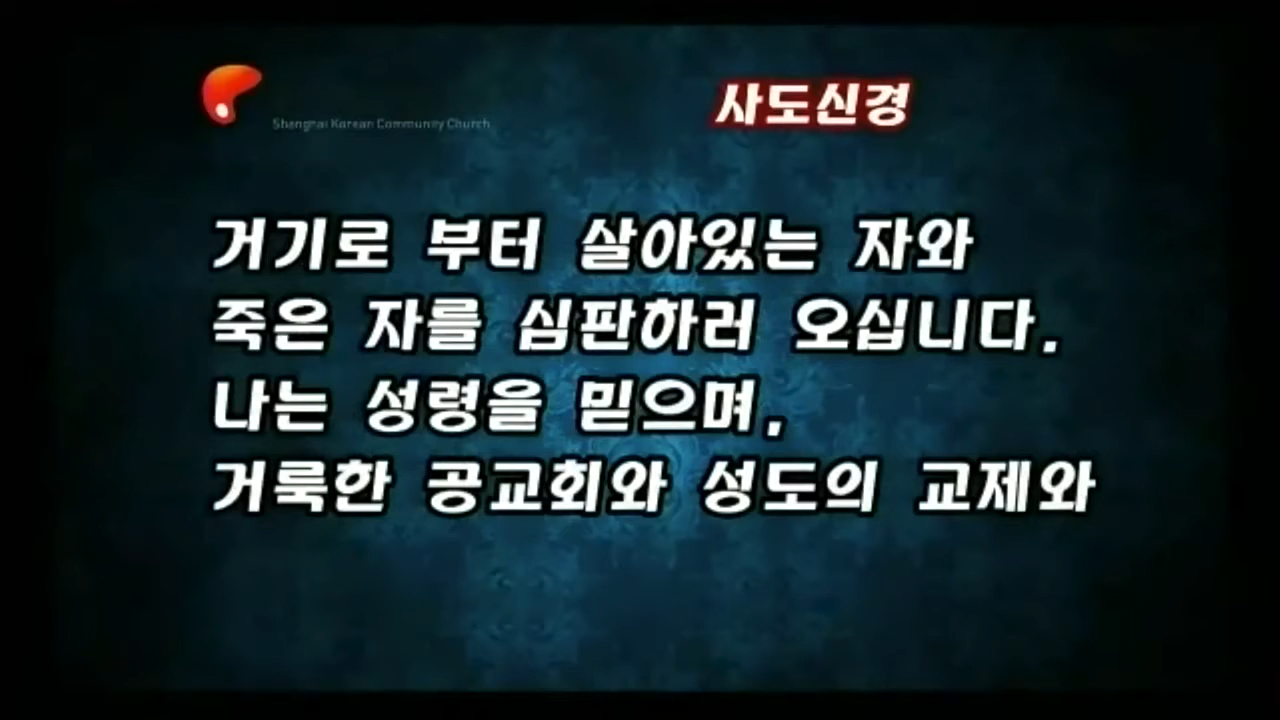 Shanghai Korean Community Church
사도신경
거기로 부터 살아있는 자와
죽은 자를 심판하러 오십니다.
나는 성령을 믿으며,
거룩한 공교회와 성도의 교제와